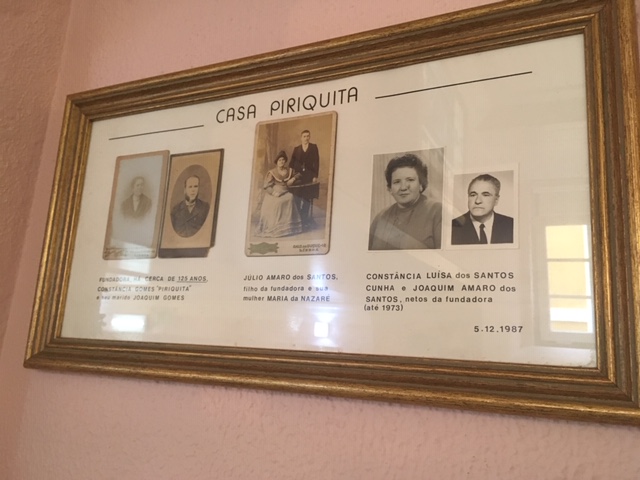 CASA PIRIQUITA
FUNDADORA HÁ CERCA DE 125 ANOS,
CONSTÂNCIA GOMES "PIRIQUITA"
e seu marido JOAQUIM GOMES
JÚLIO AMARO dos SANTOS,
filho da fundadora e sua
mulher MARIA da NAZARÉ
CONSTÂNCIA LUÍSA dos SANTOS
CUNHA e JOAQUIM AMARO dos
SANTOS, netos da fundadora
(até 1973)
5.12.1987